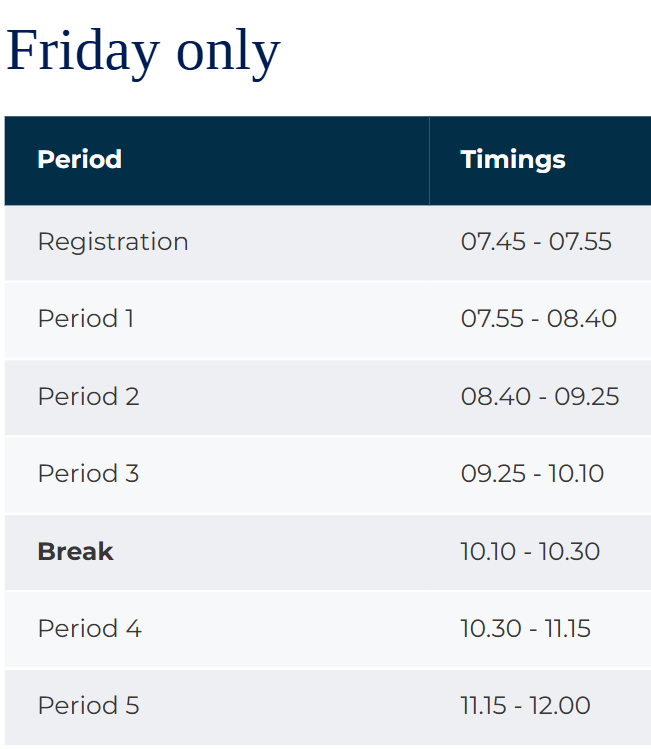 Friday only
Period Timings
Registration 07.45 - 07.55
Period 1 07.55 - 08.40
Period 2 08.40 - 09.25
Period 3 09.25 - 10.10
Break 10.10 - 10.30
Period 4 10.30 - 11.15
Period 5 11.15 - 12.00